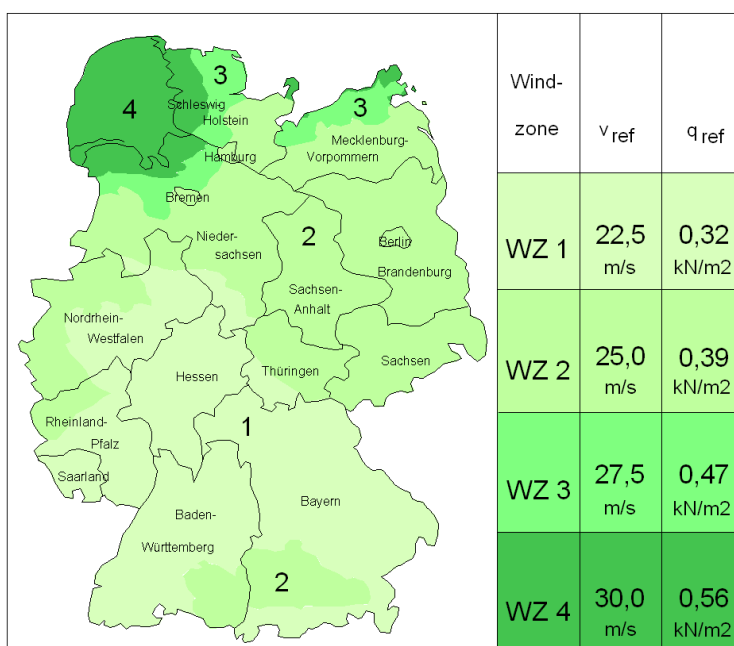 3
4
Schleswig
Holstein
3
Hamburg
Mecklenburg-
Vorpommern
Bremen
Nieder-
sachsen
2
Berlin
Brandenburg
Sachsen-
Anhalt
Nordrhein-
Westfalen
Hessen
Thüringen
Sachsen
Rheinland-
Pfalz
1
Saarland
Bayern
Baden-
Württemberg
2
Wind-
zone v ref q ref
WZ 1 22,5 m/s 0,32 kN/m2
WZ 2 25,0 m/s 0,39 kN/m2
WZ 3 27,5 m/s 0,47 kN/m2
WZ 4 30,0 m/s 0,56 kN/m2